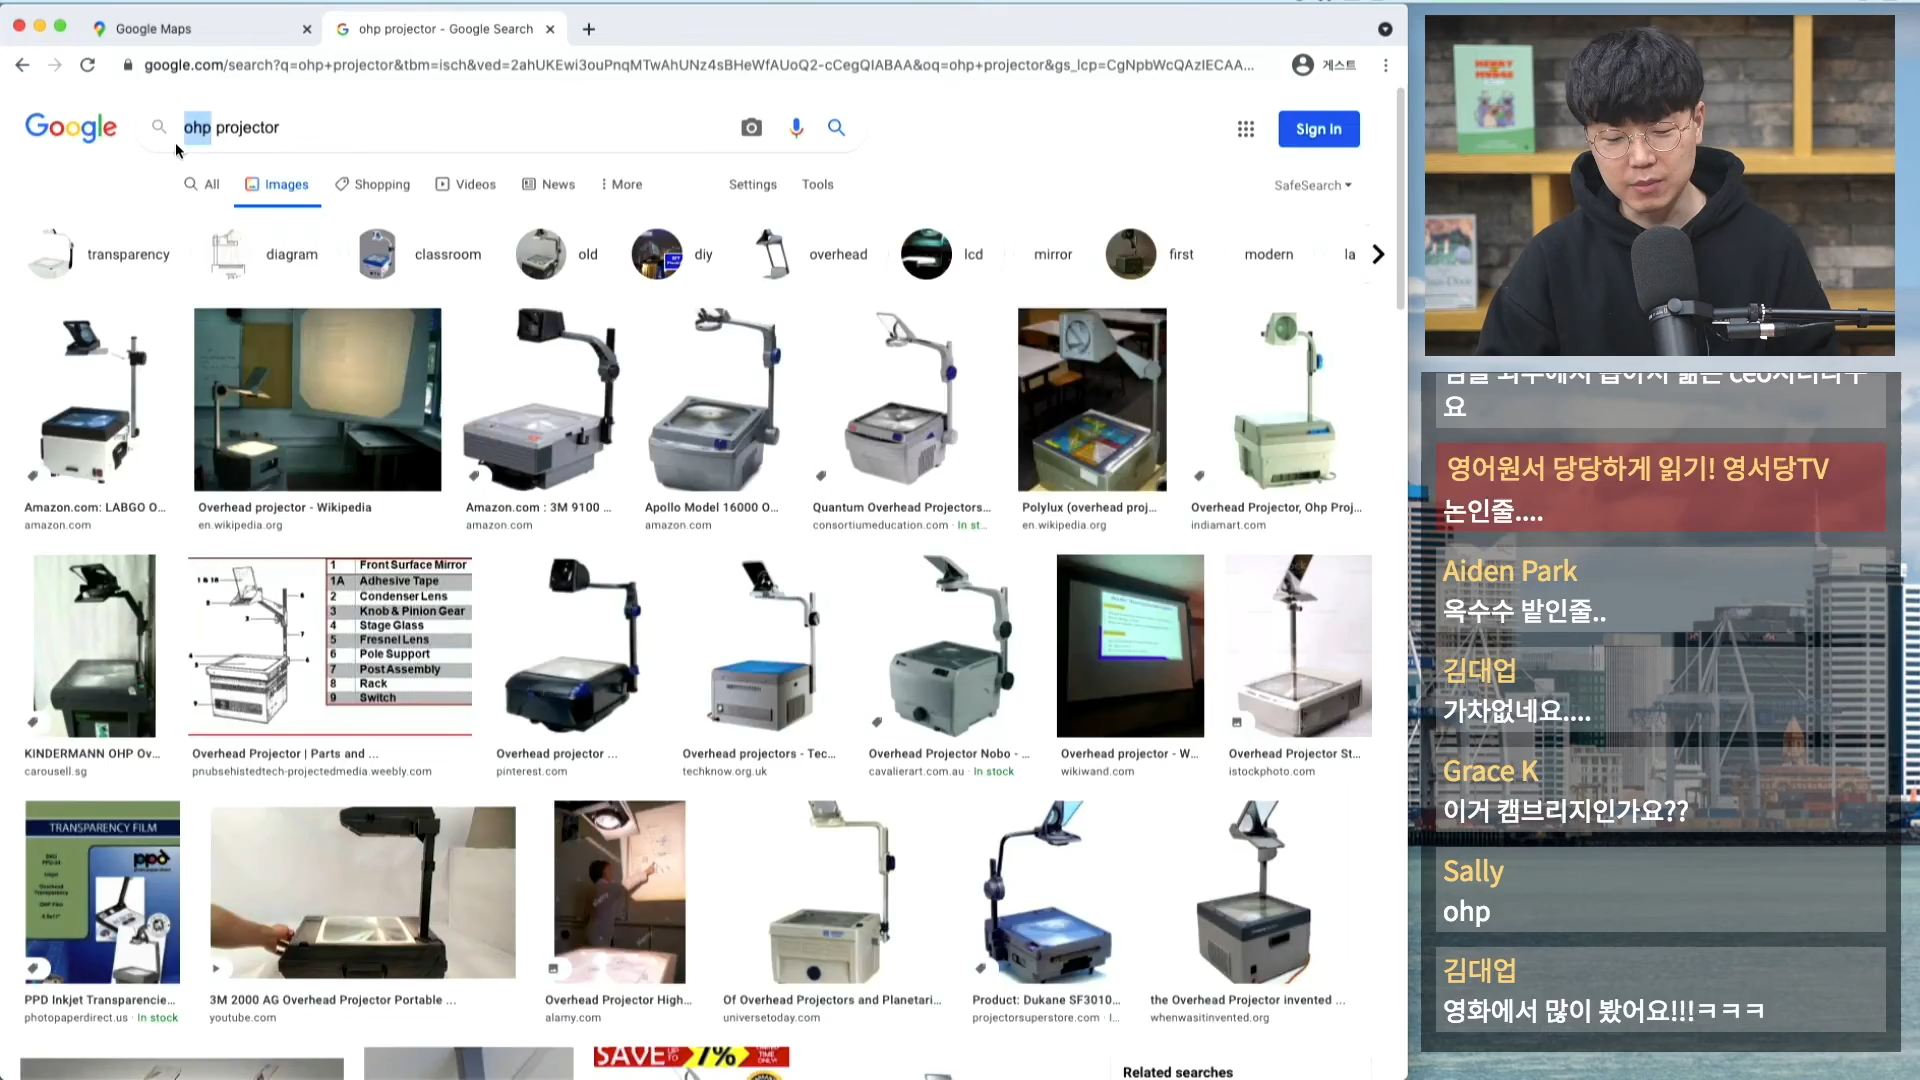 Google Maps
ohp projector - Google Search
google.com/search?q=ohp+projector&tbm=isch&ved=2ahUKEwi3ouPnqMTwAhUNz4sBHeWfAUoQ2-cCegQIABAA&oq=ohp+projector&gs_lcp=CgNpbWcQAzIECAA...
게스트
Google
ohp projector
Sign in
All
Images
Shopping
Videos
News
More
Settings
Tools
SafeSearch
transparency
diagram
classroom
old
diy
overhead
lcd
mirror
first
modern
la
Amazon.com: LABGO O...
amazon.com
Overhead projector - Wikipedia
en.wikipedia.org
Amazon.com : 3M 9100 ...
amazon.com
Apollo Model 16000 O...
amazon.com
Quantum Overhead Projectors...
consortiumeducation.com · In st...
Polylux (overhead proj...
en.wikipedia.org
Overhead Projector, Ohp Proj...
indiamart.com
1 Front Surface Mirror
1A Adhesive Tape
2 Condenser Lens
3 Knob & Pinion Gear
4 Stage Glass
5 Fresnel Lens
6 Pole Support
7 Post Assembly
8 Rack
9 Switch
KINDERMANN OHP Ov...
carousell.sg
Overhead Projector | Parts and ...
pnubsehistedtech-projectedmedia.weebly.com
Overhead projector ...
pinterest.com
Overhead projectors - Tec...
techknow.org.uk
Overhead Projector Nobo - ...
cavalierart.com.au · In stock
Overhead projector - W...
wikiwand.com
Overhead Projector St...
istockphoto.com
TRANSPARENCY FILM
ppd
PPD Inkjet Transparencie...
photopaperdirect.us · In stock
3M 2000 AG Overhead Projector Portable ...
youtube.com
Overhead Projector High...
alamy.com
Of Overhead Projectors and Planetari...
universetoday.com
Product: Dukane SF3010...
projectorsuperstore.com · I...
the Overhead Projector invented ...
whenwasitinvented.org
SAVE UP TO 7%
Related searches
HENRY
AND
MUDGE
요
영어원서 당당하게 읽기! 영서당TV
논인줄....
Aiden Park
옥수수 밭인줄..
김대업
가차없네요....
Grace K
이거 캠브리지인가요??
Sally
ohp
김대업
영화에서 많이 봤어요!!!ㅋㅋㅋ